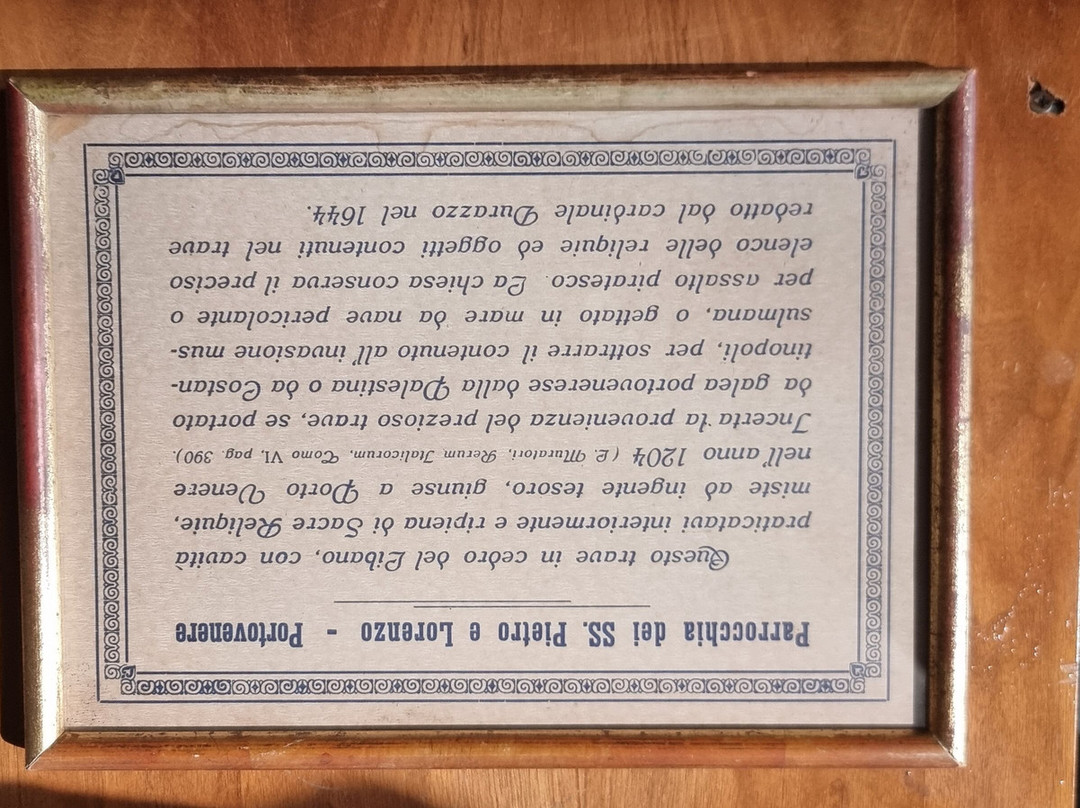 Parrocchia dei SS. Pietro e Lorenzo - Portovenere
Questo trave in cedro del Libano, con cavità
praticatavi interiormente e ripiena di Sacre Reliquie,
miste ad ingente tesoro, giunse a Porto Venere
nell'anno 1204 (L. Muratori, Rerum Italicorum, Tomo VI, pag. 390).
Incerta la provenienza del prezioso trave, se portato
da galea portovenerese dalla Palestina o da Costan-
tinopoli, per sottrarre il contenuto all'invasione mus-
sulmana, o gettato in mare da nave pericolante o
per assalto piratesco. La chiesa conserva il preciso
elenco delle reliquie ed oggetti contenuti nel trave
redatto dal cardinale Durazzo nel 1644.